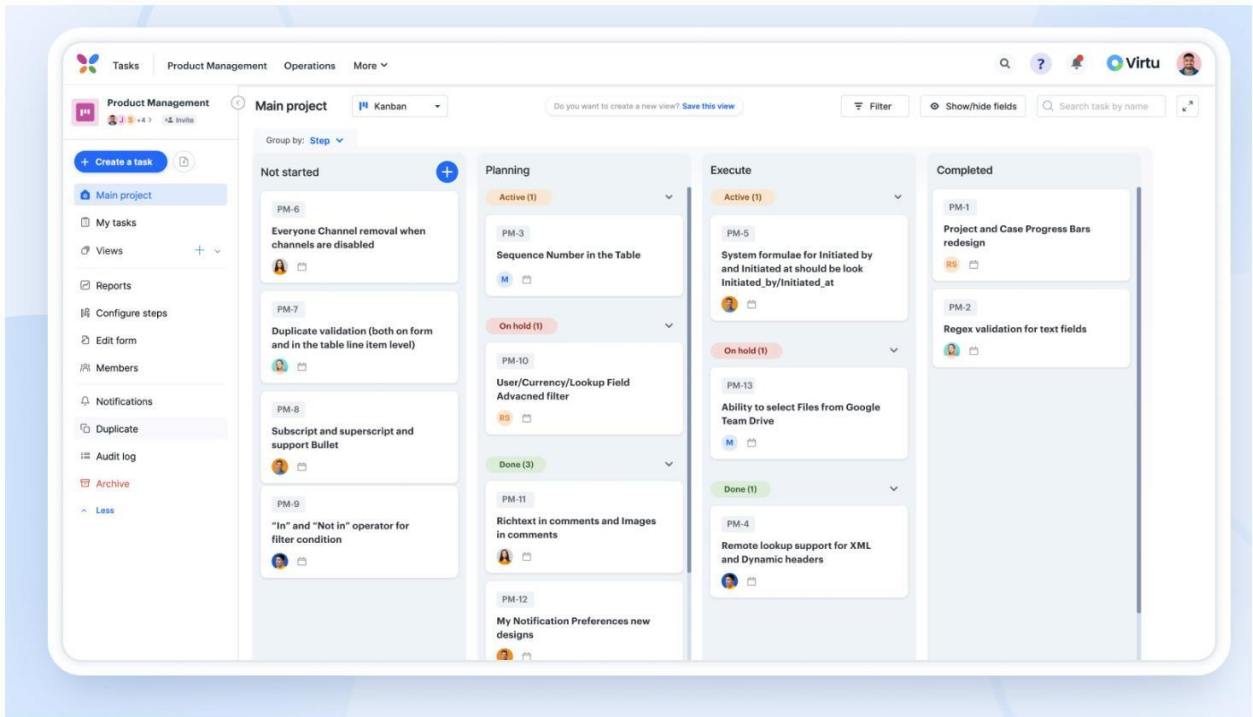 Tasks
Product Management
Operations
More
?
Virtu
Product Management
J S +4 >
Invite
Main project
Kanban
Do you want to create a new view? Save this view
Filter
Show/hide fields
Search task by name
Group by: Step
+ Create a task
Main project
My tasks
Views
Reports
Configure steps
Edit form
Members
Notifications
Duplicate
Audit log
Archive
Less
Not started
PM-6
Everyone Channel removal when
channels are disabled
PM-7
Duplicate validation (both on form
and in the table line item level)
PM-8
Subscript and superscript and
support Bullet
PM-9
“In” and “Not in” operator for
filter condition
Planning
Active (1)
PM-3
Sequence Number in the Table
M
On hold (1)
PM-10
User/Currency/Lookup Field
Advacned filter
RS
Done (3)
PM-11
Richtext in comments and Images
in comments
PM-12
My Notification Preferences new
designs
Execute
Active (1)
PM-5
System formulae for Initiated by
and Initiated at should be look
Initiated_by/Initiated_at
On hold (1)
PM-13
Ability to select Files from Google
Team Drive
M
Done (1)
PM-4
Remote lookup support for XML
and Dynamic headers
Completed
PM-1
Project and Case Progress Bars
redesign
RS
PM-2
Regex validation for text fields